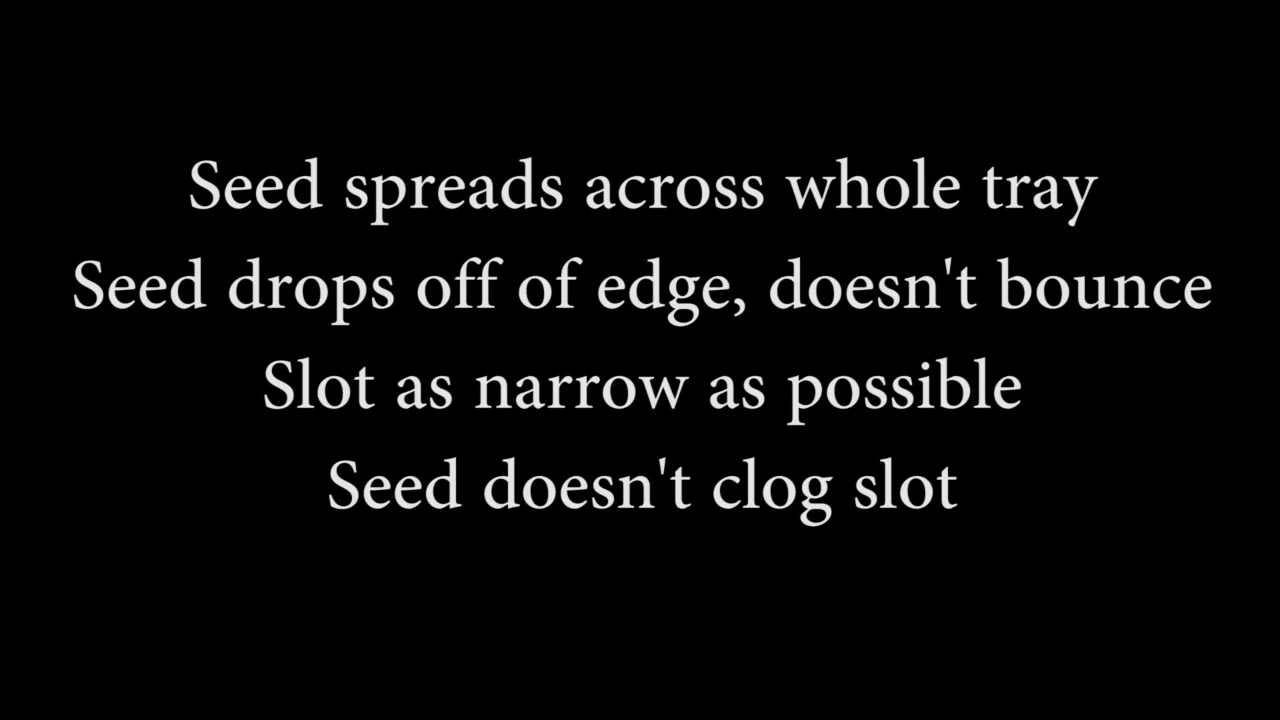 Seed spreads across whole tray
Seed drops off of edge, doesn't bounce
Slot as narrow as possible
Seed doesn't clog slot